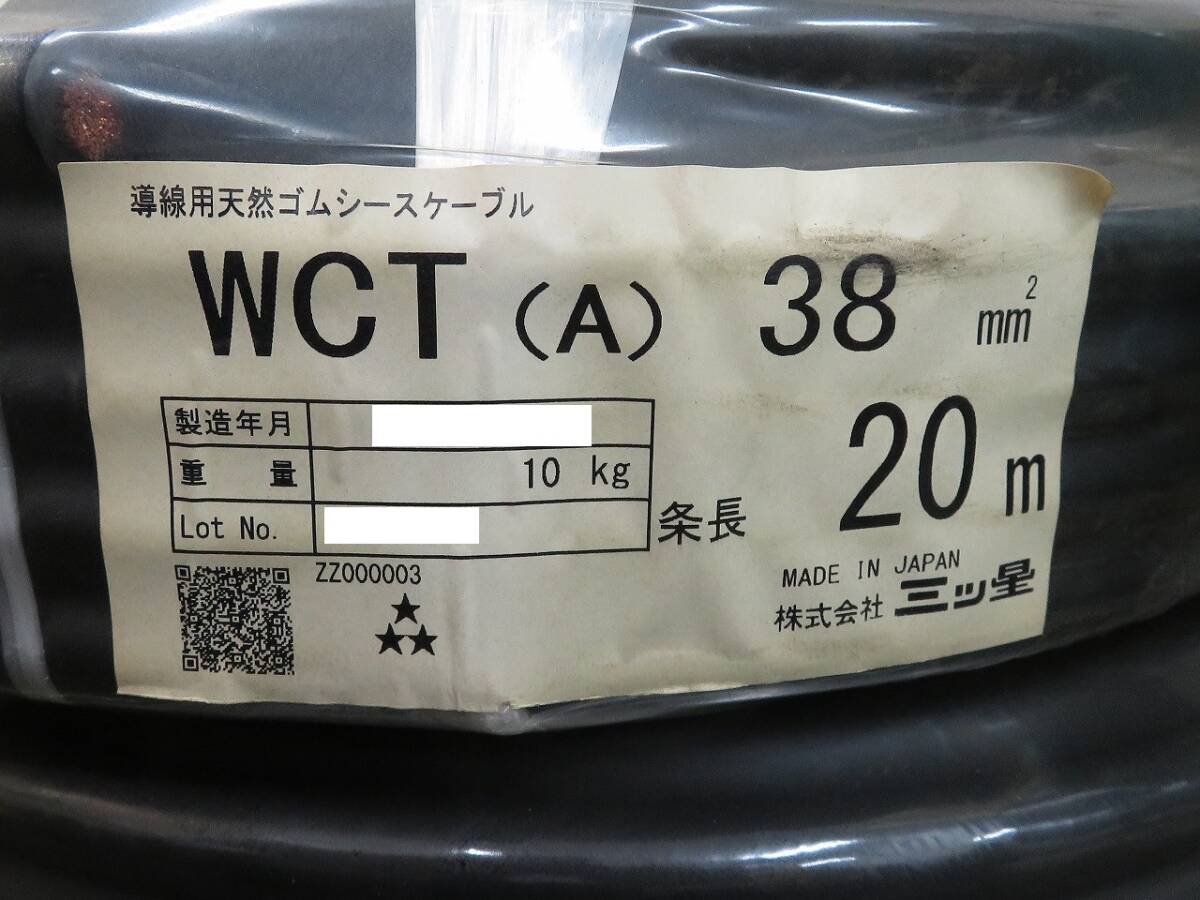 導線用天然ゴムシースケーブル
WCT (A) 38 mm²
製造年月
重量 10 kg
Lot No.
条長 20 m
ZZ000003
MADE IN JAPAN
株式会社 三ッ星